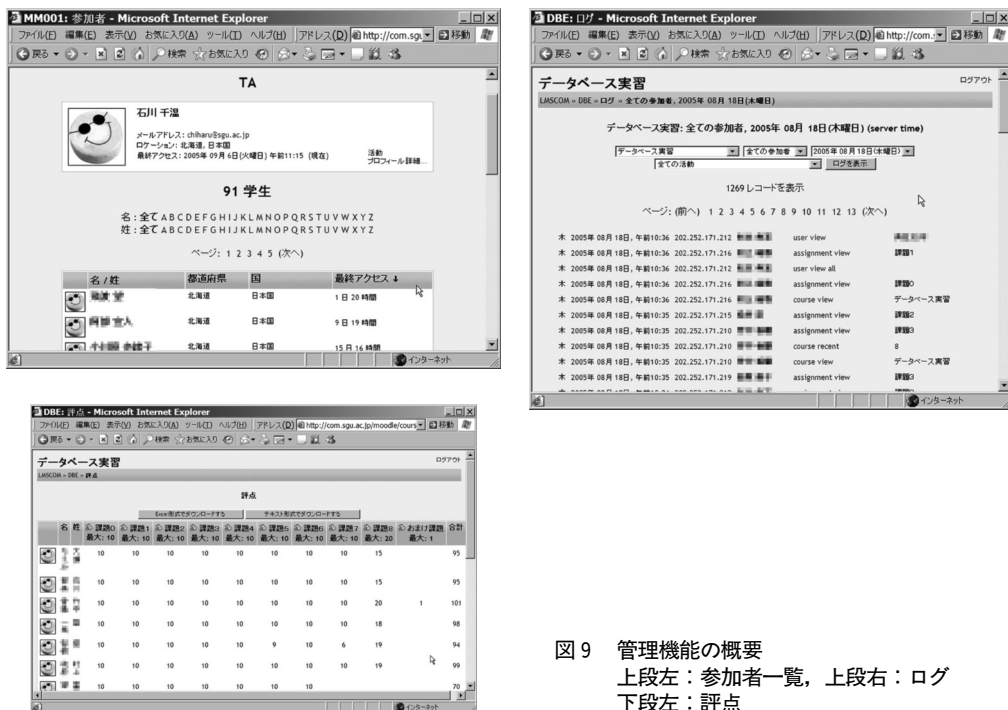 MM001: 参加者 - Microsoft Internet Explorer
ファイル(F) 編集(E) 表示(V) お気に入り(A) ツール(T) ヘルプ(H) アドレス(D) http://com.sgu 移動
戻る 検索 お気に入り
TA
石川 千温
メールアドレス: chiharu@sgu.ac.jp
ロケーション: 北海道, 日本国
最終アクセス: 2005年 09月 6日(火曜日) 午前11:15 (現在)
活動
プロフィール詳細...
91 学生
名 : 全て A B C D E F G H I J K L M N O P Q R S T U V W X Y Z
姓 : 全て A B C D E F G H I J K L M N O P Q R S T U V W X Y Z
ページ: 1 2 3 4 5 (次へ)
名 / 姓 都道府県 国 最終アクセス ↓
北海道 日本国 1 日 20 時間
北海道 日本国 9 日 19 時間
北海道 日本国 15 日 16 時間
インターネット
DBE: ログ - Microsoft Internet Explorer
ファイル(F) 編集(E) 表示(V) お気に入り(A) ツール(T) ヘルプ(H) アドレス(D) http://com. 移動
戻る 検索 お気に入り
データベース実習 ログアウト
LMSCOM » DBE » ログ » 全ての参加者, 2005年 08月 18日(木曜日)
データベース実習: 全ての参加者, 2005年 08月 18日(木曜日) (server time)
データベース実習 全ての参加者 2005年 08月 18日(木曜日)
全ての活動 ログを表示
1269 レコードを表示
ページ: (前へ) 1 2 3 4 5 6 7 8 9 10 11 12 13 (次へ)
木 2005年 08月 18日, 午前10:36 202.252.171.212 user view
木 2005年 08月 18日, 午前10:36 202.252.171.216 assignment view 課題1
木 2005年 08月 18日, 午前10:36 202.252.171.212 user view all
木 2005年 08月 18日, 午前10:36 202.252.171.216 assignment view 課題0
木 2005年 08月 18日, 午前10:36 202.252.171.216 course view データベース実習
木 2005年 08月 18日, 午前10:35 202.252.171.215 assignment view 課題2
木 2005年 08月 18日, 午前10:35 202.252.171.210 assignment view 課題3
木 2005年 08月 18日, 午前10:35 202.252.171.210 course recent 8
木 2005年 08月 18日, 午前10:35 202.252.171.210 course view データベース実習
木 2005年 08月 18日, 午前10:35 202.252.171.219 assignment view 課題3
インターネット
DBE: 評点 - Microsoft Internet Explorer
ファイル(F) 編集(E) 表示(V) お気に入り(A) ツール(T) ヘルプ(H) アドレス(D) http://com.sgu.ac.jp/moodle/cours 移動
戻る 検索 お気に入り
データベース実習 ログアウト
LMSCOM » DBE » 評点
評点
Excel形式でダウンロードする テキスト形式でダウンロードする
名 姓 課題0 課題1 課題2 課題3 課題4 課題5 課題6 課題7 課題8 おまけ課題 合計
最大: 10 最大: 10 最大: 10 最大: 10 最大: 10 最大: 10 最大: 10 最大: 10 最大: 20 最大: 1
10 10 10 10 10 10 10 10 15 95
10 10 10 10 10 10 10 10 15 95
10 10 10 10 10 10 10 10 20 1 101
10 10 10 10 10 10 10 10 18 98
10 10 10 10 10 9 10 6 19 94
10 10 10 10 10 10 10 10 19 99
10 10 10 10 10 10 10 70
インターネット
図9 管理機能の概要
上段左：参加者一覧，上段右：ログ
下段左：評点